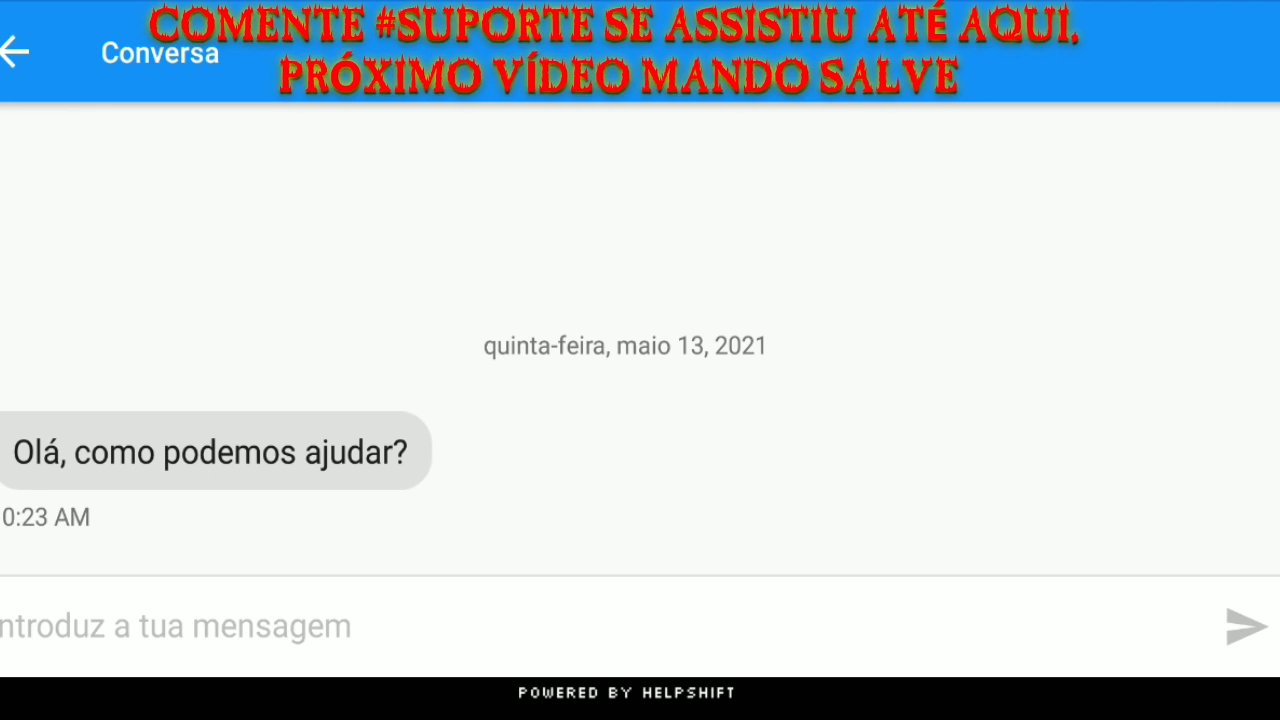 COMENTE #SUPORTE SE ASSISTIU ATÉ AQUI,
Conversa
PRÓXIMO VÍDEO MANDO SALVE
quinta-feira, maio 13, 2021
Olá, como podemos ajudar?
0:23 AM
ntroduz a tua mensagem
POWERED BY HELPSHIFT